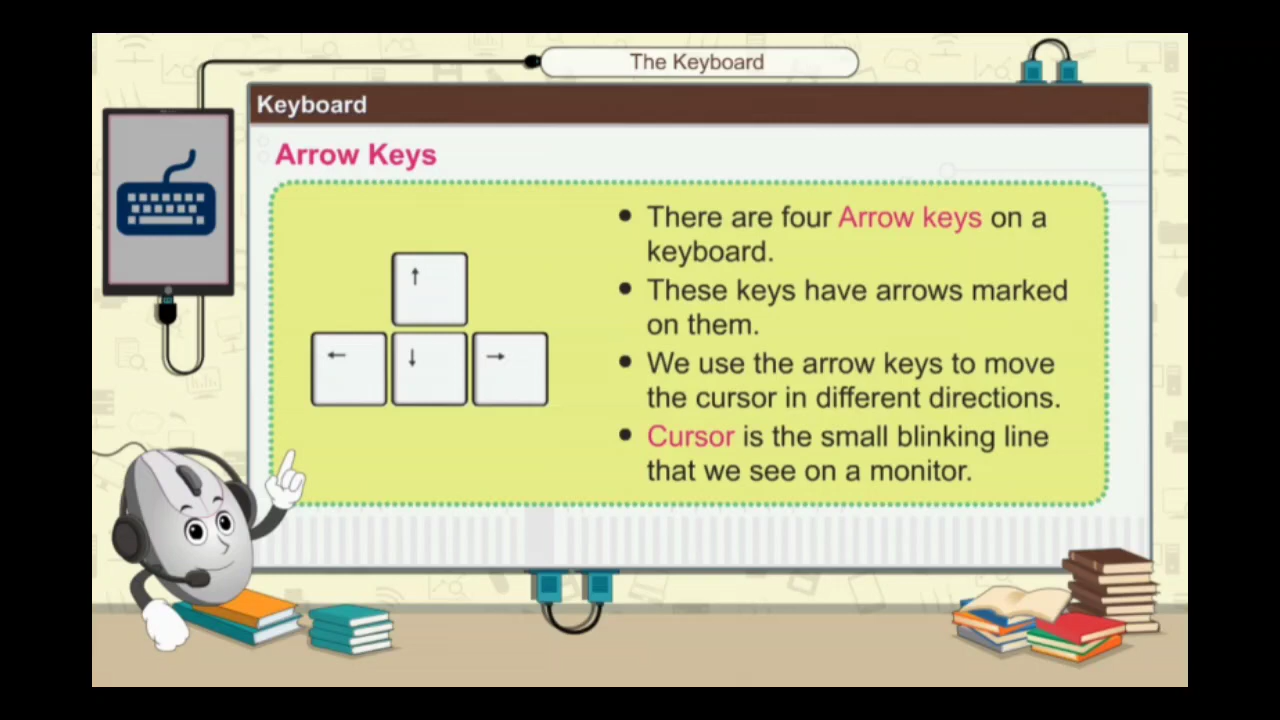 The Keyboard
Keyboard
Arrow Keys
• There are four Arrow keys on a
keyboard.
• These keys have arrows marked
on them.
• We use the arrow keys to move
the cursor in different directions.
• Cursor is the small blinking line
that we see on a monitor.
↑
← ↓ →